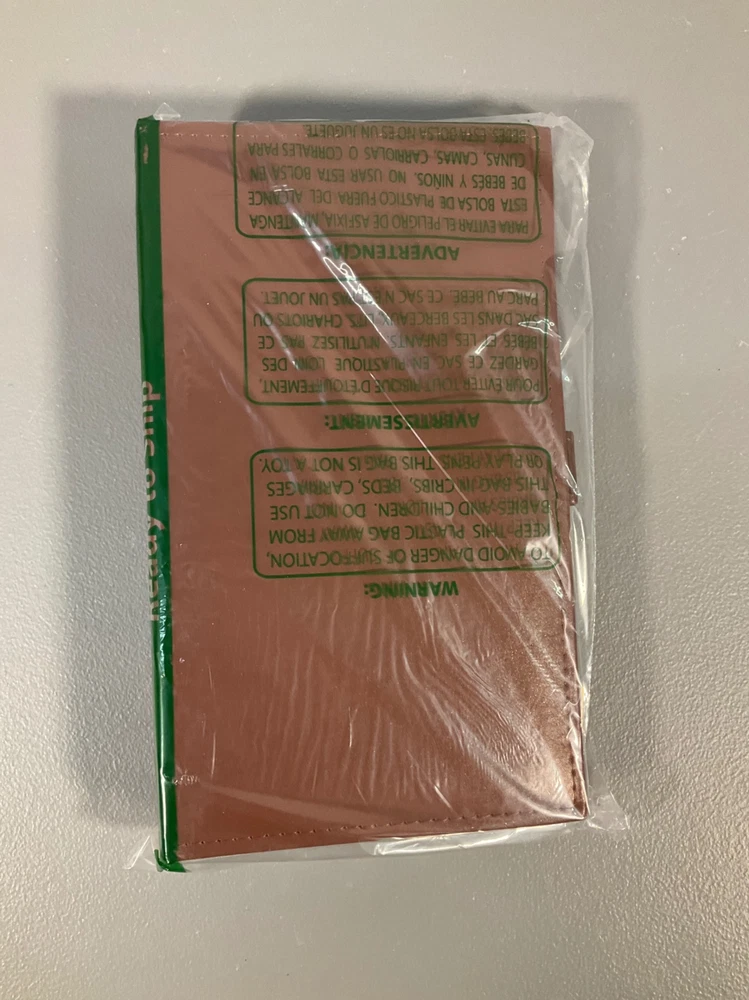 WARNING:
TO AVOID DANGER OF SUFFOCATION,
KEEP THIS PLASTIC BAG AWAY FROM
BABIES AND CHILDREN. DO NOT USE
THIS BAG IN CRIBS, BEDS, CARRIAGES
OR PLAY PENS. THIS BAG IS NOT A TOY.
AVERTISSEMENT:
POUR EVITER TOUT RISQUE D'ETOUFFEMENT,
GARDEZ CE SAC EN PLASTIQUE LOIN DES
BEBES ET LES ENFANTS. N'UTILISEZ PAS CE
SAC DANS LES BERCEAUX, LITS, CHARIOTS OU
PARC AU BEBE. CE SAC N'EST PAS UN JOUET.
ADVERTENCIA:
PARA EVITAR EL PELIGRO DE ASFIXIA, MANTENGA
ESTA BOLSA DE PLASTICO FUERA DEL ALCANCE
DE BEBES Y NIÑOS. NO USAR ESTA BOLSA EN
CUNAS, CAMAS, CARRIOLAS O CORRALES PARA
BEBES. ESTA BOLSA NO ES UN JUGUETE.
Ready to Ship